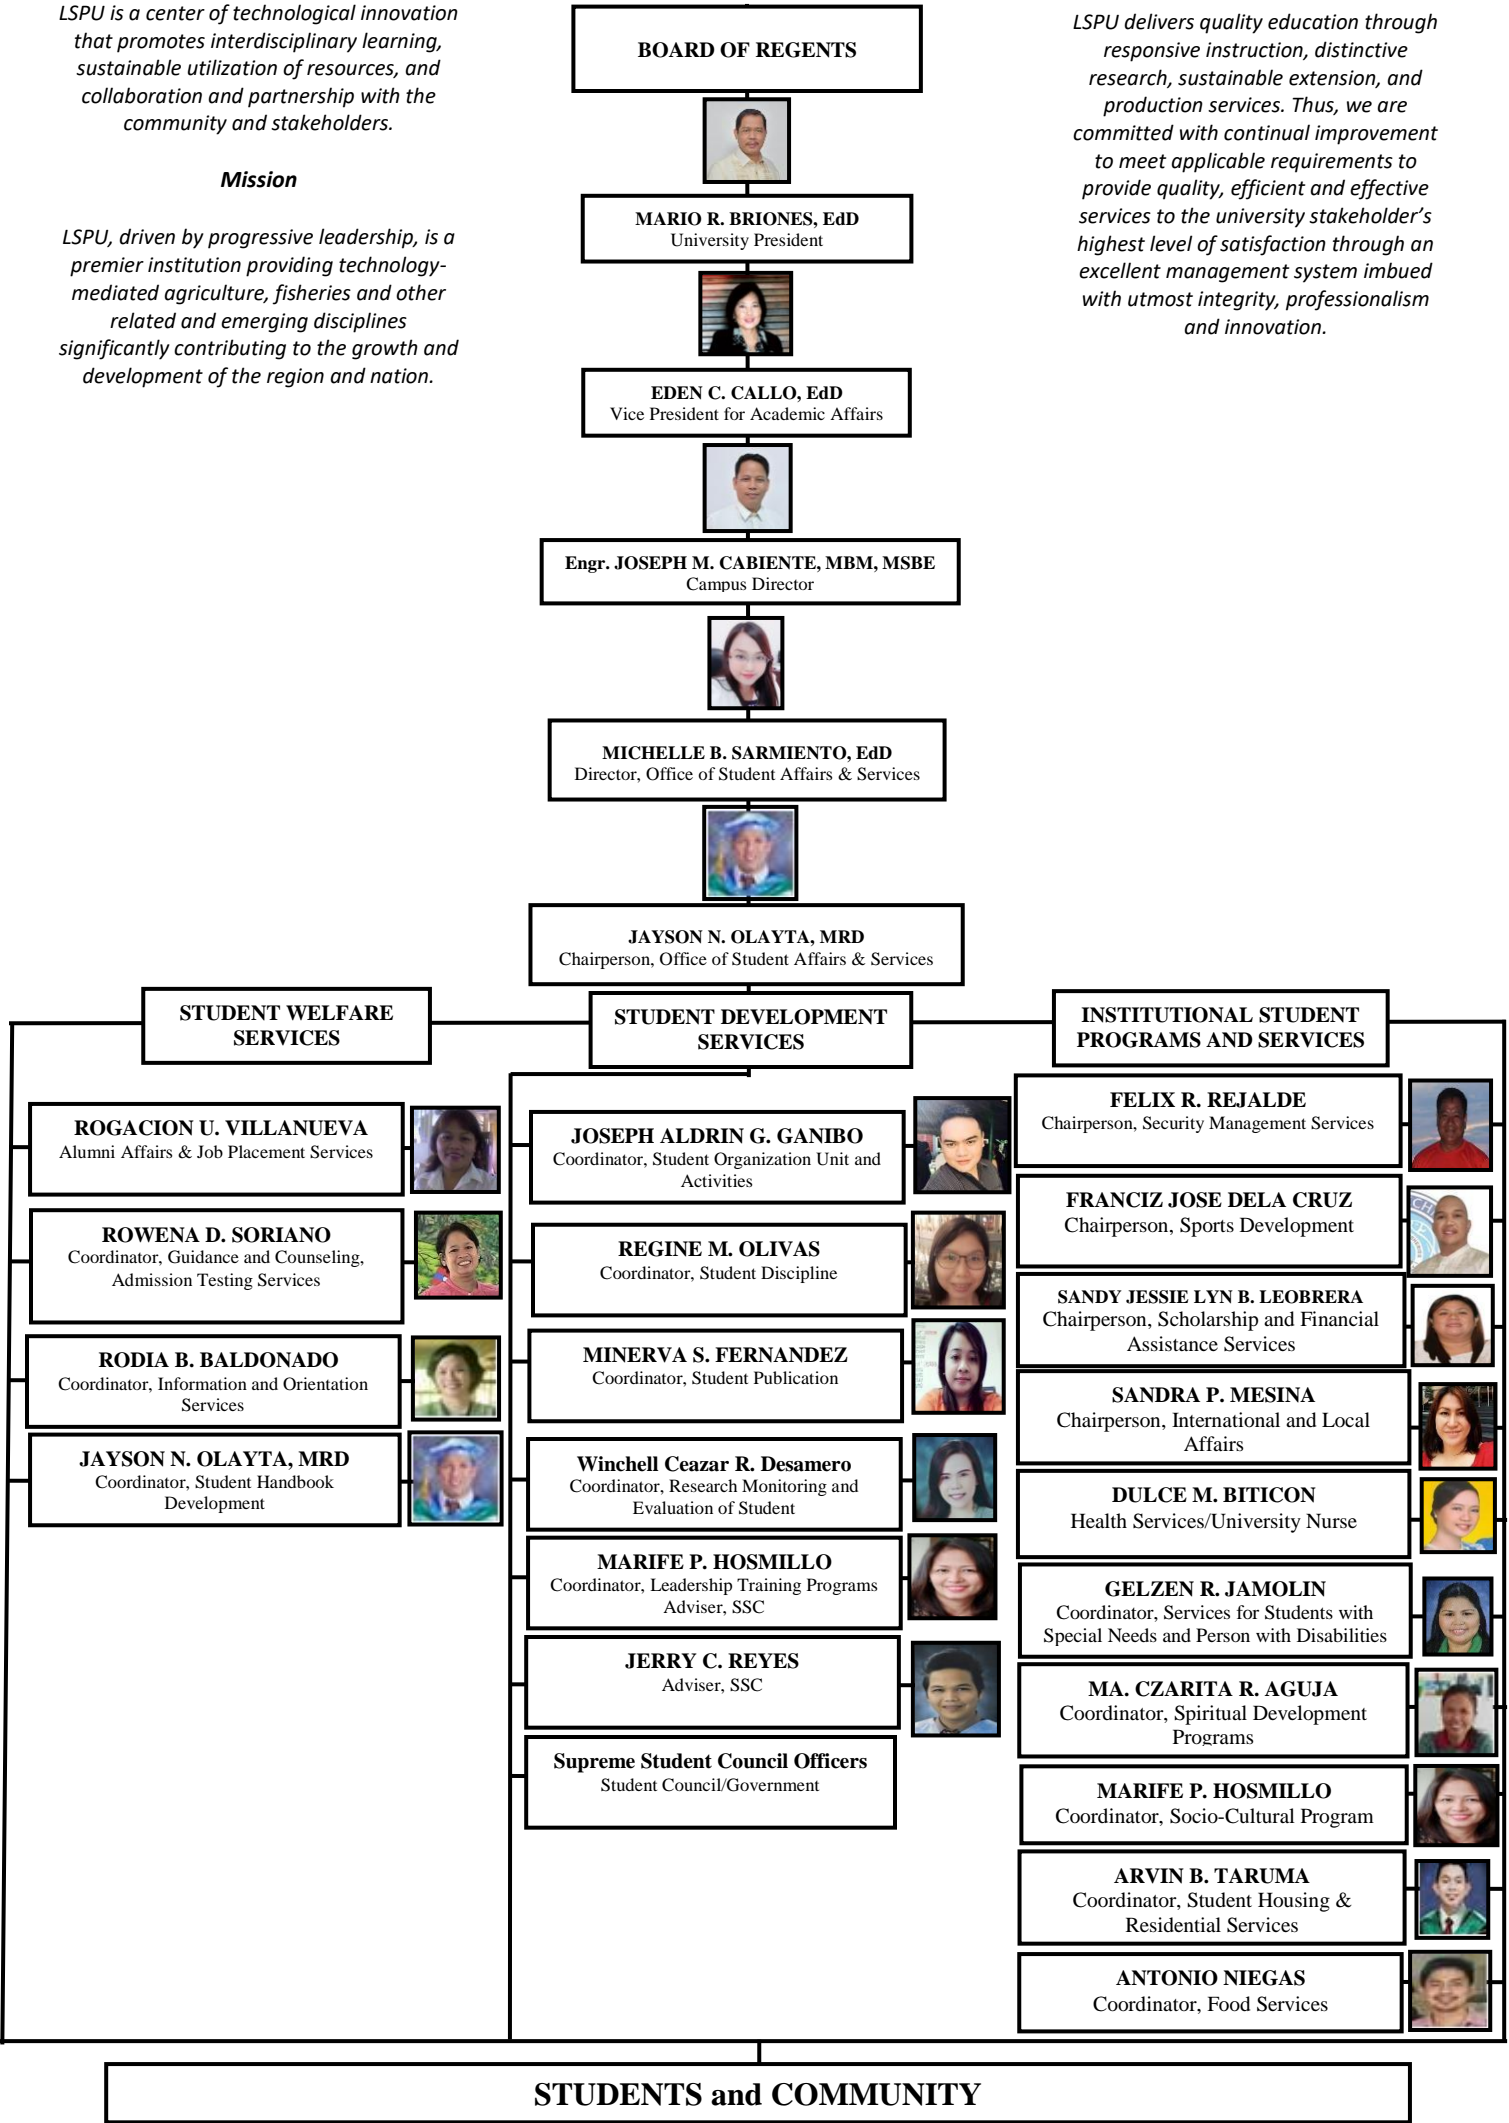 LSPU is a center of technological innovation
that promotes interdisciplinary learning,
sustainable utilization of resources, and
collaboration and partnership with the
community and stakeholders.
Mission
LSPU, driven by progressive leadership, is a
premier institution providing technology-
mediated agriculture, fisheries and other
related and emerging disciplines
significantly contributing to the growth and
development of the region and nation.
BOARD OF REGENTS
MARIO R. BRIONES, EdD
University President
EDEN C. CALLO, EdD
Vice President for Academic Affairs
Engr. JOSEPH M. CABIENTE, MBM, MSBE
Campus Director
MICHELLE B. SARMIENTO, EdD
Director, Office of Student Affairs & Services
JAYSON N. OLAYTA, MRD
Chairperson, Office of Student Affairs & Services
LSPU delivers quality education through
responsive instruction, distinctive
research, sustainable extension, and
production services. Thus, we are
committed with continual improvement
to meet applicable requirements to
provide quality, efficient and effective
services to the university stakeholder’s
highest level of satisfaction through an
excellent management system imbued
with utmost integrity, professionalism
and innovation.
STUDENT WELFARE
SERVICES
ROGACION U. VILLANUEVA
Alumni Affairs & Job Placement Services
ROWENA D. SORIANO
Coordinator, Guidance and Counseling,
Admission Testing Services
RODIA B. BALDONADO
Coordinator, Information and Orientation
Services
JAYSON N. OLAYTA, MRD
Coordinator, Student Handbook
Development
STUDENT DEVELOPMENT
SERVICES
JOSEPH ALDRIN G. GANIBO
Coordinator, Student Organization Unit and
Activities
REGINE M. OLIVAS
Coordinator, Student Discipline
MINERVA S. FERNANDEZ
Coordinator, Student Publication
Winchell Ceazar R. Desamero
Coordinator, Research Monitoring and
Evaluation of Student
MARIFE P. HOSMILLO
Coordinator, Leadership Training Programs
Adviser, SSC
JERRY C. REYES
Adviser, SSC
Supreme Student Council Officers
Student Council/Government
INSTITUTIONAL STUDENT
PROGRAMS AND SERVICES
FELIX R. REJALDE
Chairperson, Security Management Services
FRANCIZ JOSE DELA CRUZ
Chairperson, Sports Development
SANDY JESSIE LYN B. LEOBRERA
Chairperson, Scholarship and Financial
Assistance Services
SANDRA P. MESINA
Chairperson, International and Local
Affairs
DULCE M. BITICON
Health Services/University Nurse
GELZEN R. JAMOLIN
Coordinator, Services for Students with
Special Needs and Person with Disabilities
MA. CZARITA R. AGUJA
Coordinator, Spiritual Development
Programs
MARIFE P. HOSMILLO
Coordinator, Socio-Cultural Program
ARVIN B. TARUMA
Coordinator, Student Housing &
Residential Services
ANTONIO NIEGAS
Coordinator, Food Services
STUDENTS and COMMUNITY